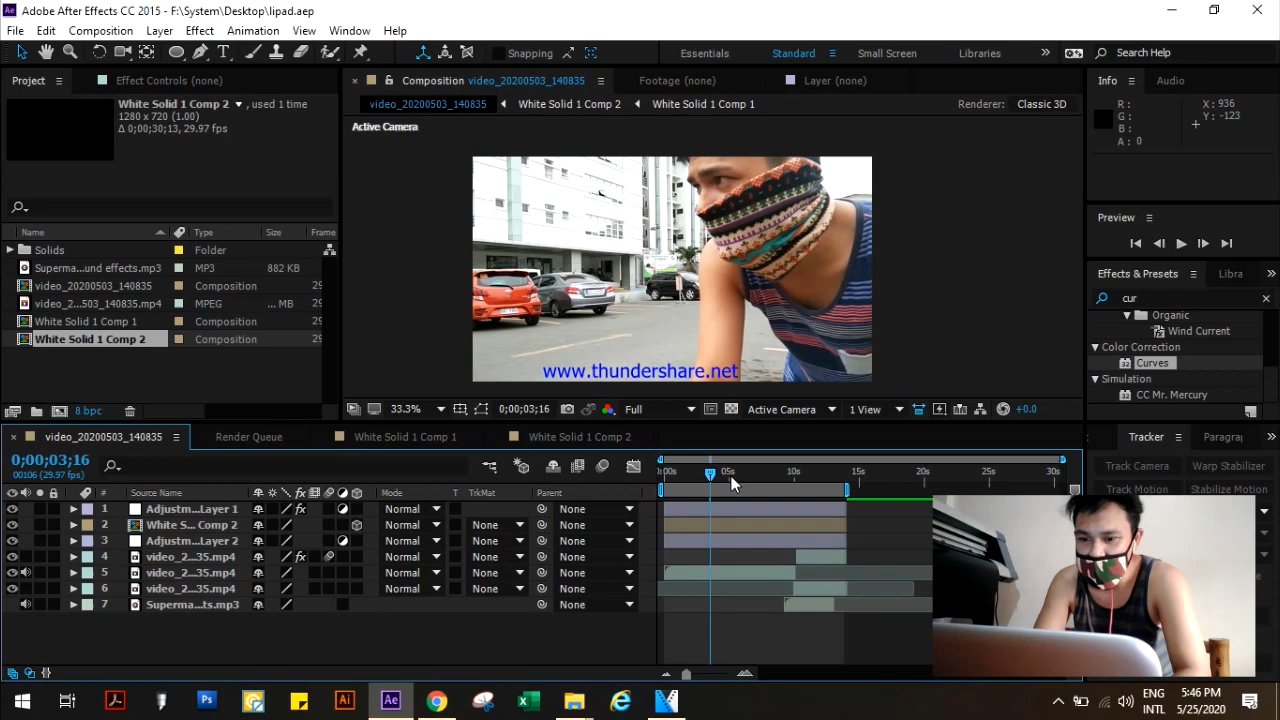 Ae Adobe After Effects CC 2015 - F:\System\Desktop\lipad.aep
File Edit Composition Layer Effect Animation View Window Help
Snapping Essentials Standard Small Screen Libraries Search Help
Project Effect Controls (none) Composition video_20200503_140835 Footage (none) Layer (none) Info Audio
White Solid 1 Comp 2 , used 1 time
1280 x 720 (1.00)
Δ 0;00;30;13, 29.97 fps
video_20200503_140835 White Solid 1 Comp 2 White Solid 1 Comp 1 Renderer: Classic 3D
Active Camera
R: X: 936
G: Y: -123
B:
A: 0
www.thundershare.net
Name Type Size Frame
Solids Folder
Superma...und effects.mp3 MP3 882 KB
video_20200503_140835 Composition 29
video_2...503_140835.mp4 MPEG ... MB 29
White Solid 1 Comp 1 Composition 29
White Solid 1 Comp 2 Composition 29
Preview
Effects & Presets Libra
cur
Organic
Wind Current
Color Correction
32 Curves
Simulation
32 CC Mr. Mercury
8 bpc
33.3% 0;00;03;16 Full Active Camera 1 View +0.0
video_20200503_140835 Render Queue White Solid 1 Comp 1 White Solid 1 Comp 2
Tracker Paragraj
Track Camera Warp Stabilizer
Track Motion Stabilize Motion
0;00;03;16
00106 (29.97 fps)
:00s 05s 10s 15s 20s 25s 30s
# Source Name Mode T TrkMat Parent
1 Adjustm...Layer 1 Normal None
2 White S... Comp 2 Normal None None
3 Adjustm...Layer 2 Normal None None
4 video_2...35.mp4 Normal None None
5 video_2...35.mp4 Normal None None
6 video_2...35.mp4 Normal None None
7 Superma...ts.mp3 None
ENG
INTL
5:46 PM
5/25/2020